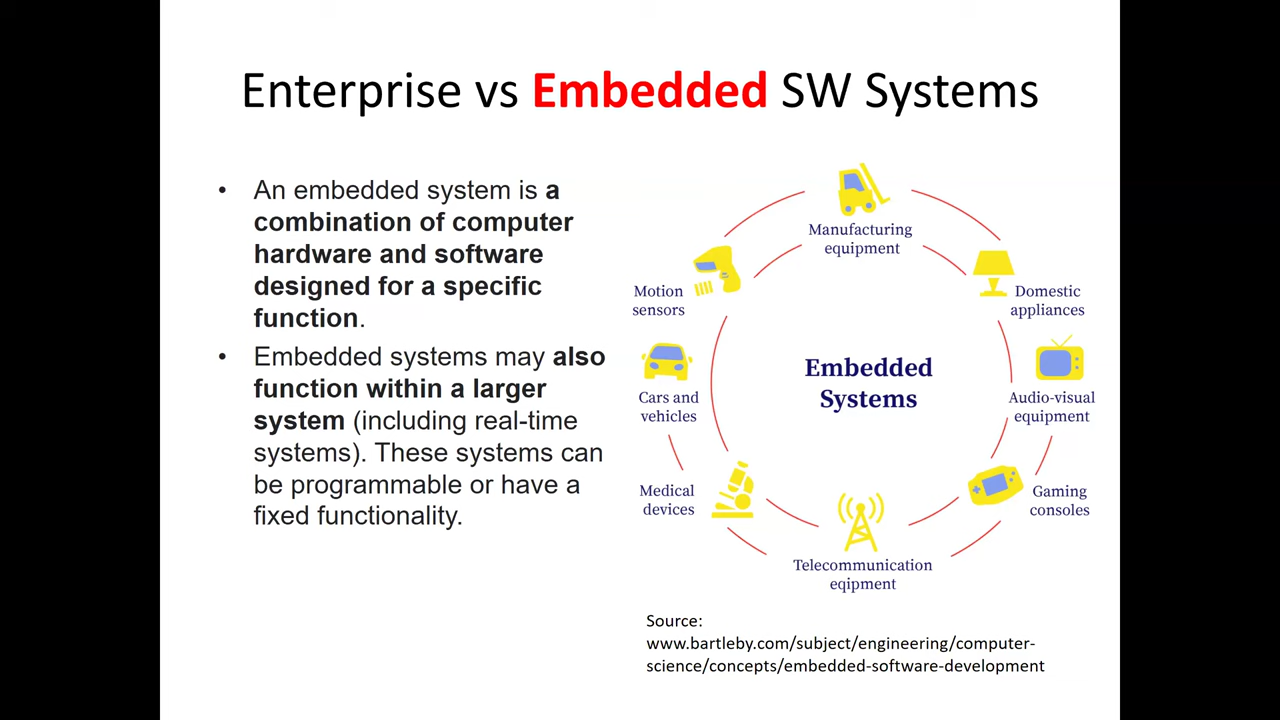 Enterprise vs Embedded SW Systems
• An embedded system is a
combination of computer
hardware and software
designed for a specific
function.
• Embedded systems may also
function within a larger
system (including real-time
systems). These systems can
be programmable or have a
fixed functionality.
Manufacturing
equipment
Motion
sensors
Domestic
appliances
Embedded
Systems
Cars and
vehicles
Audio-visual
equipment
Medical
devices
Gaming
consoles
Telecommunication
eqipment
Source:
www.bartleby.com/subject/engineering/computer-
science/concepts/embedded-software-development